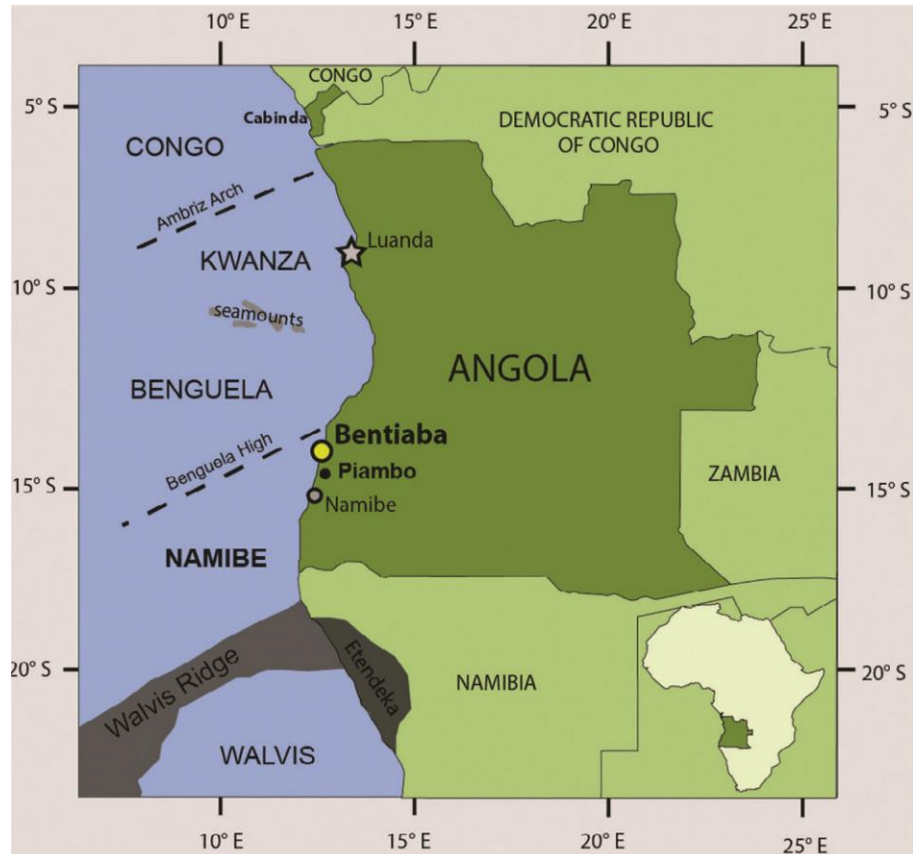 10° E
15° E
20° E
25° E
5° S
5° S
CONGO
Cabinda
DEMOCRATIC REPUBLIC
OF CONGO
CONGO
Ambriz Arch
Luanda
KWANZA
10° S
10° S
seamounts
ANGOLA
BENGUELA
Bentiaba
Benguela High
Piambo
ZAMBIA
15° S
15° S
Namibe
NAMIBE
Etendeka
20° S
20° S
Walvis Ridge
NAMIBIA
WALVIS
10° E
15° E
20° E
25° E